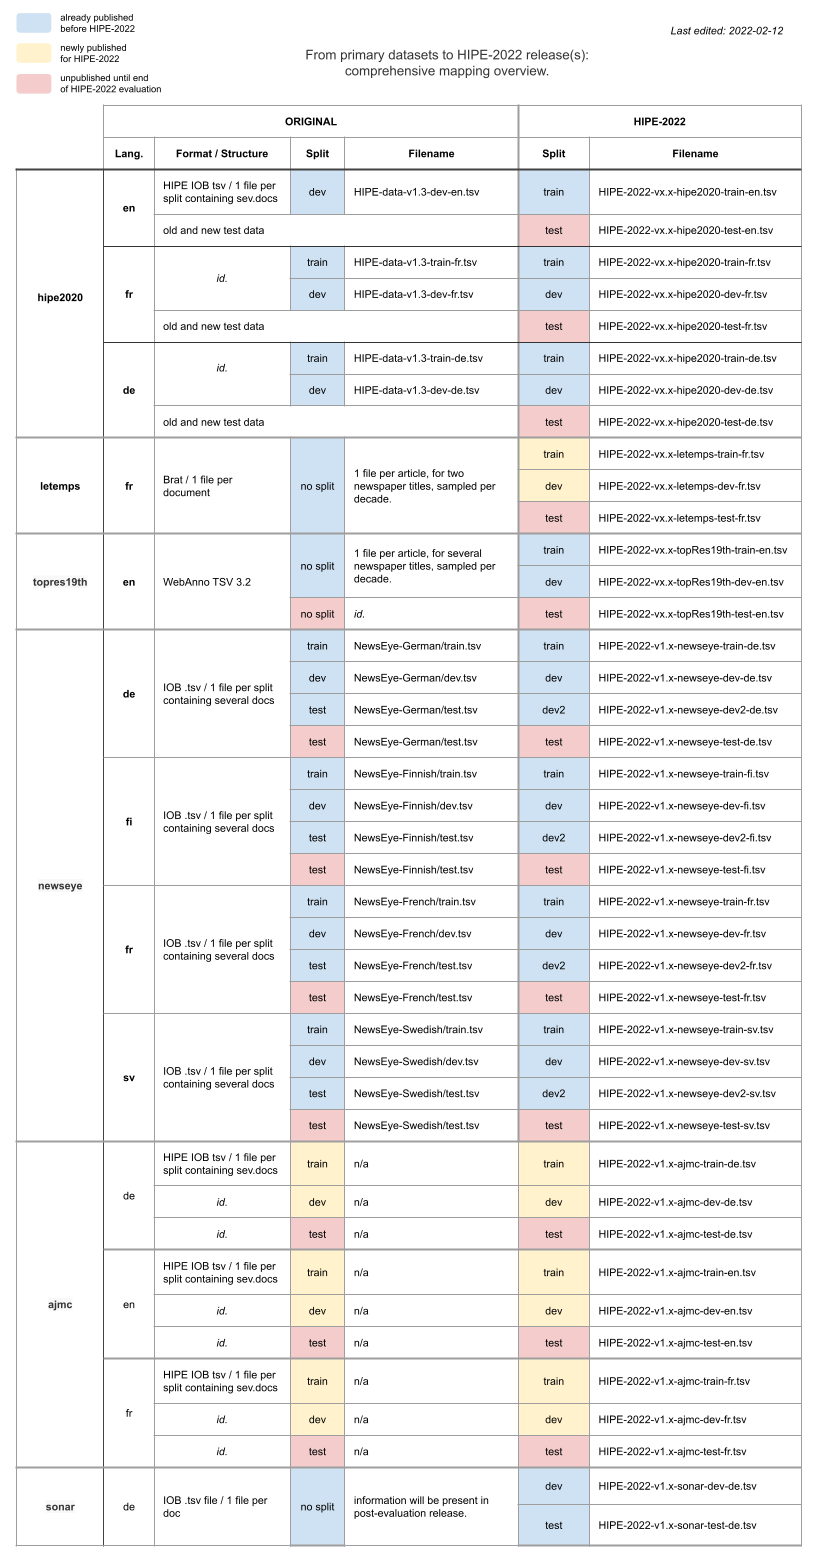 already published
before HIPE-2022
newly published
for HIPE-2022
unpublished until end
of HIPE-2022 evaluation
Last edited: 2022-02-12
From primary datasets to HIPE-2022 release(s):
comprehensive mapping overview.
ORIGINAL HIPE-2022
Lang. Format / Structure Split Filename Split Filename
hipe2020
en
HIPE IOB tsv / 1 file per
split containing sev.docs
dev HIPE-data-v1.3-dev-en.tsv train HIPE-2022-vx.x-hipe2020-train-en.tsv
old and new test data test HIPE-2022-vx.x-hipe2020-test-en.tsv
fr
id.
train HIPE-data-v1.3-train-fr.tsv train HIPE-2022-vx.x-hipe2020-train-fr.tsv
dev HIPE-data-v1.3-dev-fr.tsv dev HIPE-2022-vx.x-hipe2020-dev-fr.tsv
old and new test data test HIPE-2022-vx.x-hipe2020-test-fr.tsv
de
id.
train HIPE-data-v1.3-train-de.tsv train HIPE-2022-vx.x-hipe2020-train-de.tsv
dev HIPE-data-v1.3-dev-de.tsv dev HIPE-2022-vx.x-hipe2020-dev-de.tsv
old and new test data test HIPE-2022-vx.x-hipe2020-test-de.tsv
letemps
fr
Brat / 1 file per
document
no split
1 file per article, for two
newspaper titles, sampled per
decade.
train HIPE-2022-vx.x-letemps-train-fr.tsv
dev HIPE-2022-vx.x-letemps-dev-fr.tsv
test HIPE-2022-vx.x-letemps-test-fr.tsv
topres19th
en
WebAnno TSV 3.2
no split
1 file per article, for several
newspaper titles, sampled per
decade.
train HIPE-2022-vx.x-topRes19th-train-en.tsv
dev HIPE-2022-vx.x-topRes19th-dev-en.tsv
no split id. test HIPE-2022-vx.x-topRes19th-test-en.tsv
newseye
de
IOB .tsv / 1 file per split
containing several docs
train NewsEye-German/train.tsv train HIPE-2022-v1.x-newseye-train-de.tsv
dev NewsEye-German/dev.tsv dev HIPE-2022-v1.x-newseye-dev-de.tsv
test NewsEye-German/test.tsv dev2 HIPE-2022-v1.x-newseye-dev2-de.tsv
test NewsEye-German/test.tsv test HIPE-2022-v1.x-newseye-test-de.tsv
fi
IOB .tsv / 1 file per split
containing several docs
train NewsEye-Finnish/train.tsv train HIPE-2022-v1.x-newseye-train-fi.tsv
dev NewsEye-Finnish/dev.tsv dev HIPE-2022-v1.x-newseye-dev-fi.tsv
test NewsEye-Finnish/test.tsv dev2 HIPE-2022-v1.x-newseye-dev2-fi.tsv
test NewsEye-Finnish/test.tsv test HIPE-2022-v1.x-newseye-test-fi.tsv
fr
IOB .tsv / 1 file per split
containing several docs
train NewsEye-French/train.tsv train HIPE-2022-v1.x-newseye-train-fr.tsv
dev NewsEye-French/dev.tsv dev HIPE-2022-v1.x-newseye-dev-fr.tsv
test NewsEye-French/test.tsv dev2 HIPE-2022-v1.x-newseye-dev2-fr.tsv
test NewsEye-French/test.tsv test HIPE-2022-v1.x-newseye-test-fr.tsv
sv
IOB .tsv / 1 file per split
containing several docs
train NewsEye-Swedish/train.tsv train HIPE-2022-v1.x-newseye-train-sv.tsv
dev NewsEye-Swedish/dev.tsv dev HIPE-2022-v1.x-newseye-dev-sv.tsv
test NewsEye-Swedish/test.tsv dev2 HIPE-2022-v1.x-newseye-dev2-sv.tsv
test NewsEye-Swedish/test.tsv test HIPE-2022-v1.x-newseye-test-sv.tsv
ajmc
de
HIPE IOB tsv / 1 file per
split containing sev.docs
train n/a train HIPE-2022-v1.x-ajmc-train-de.tsv
id. dev n/a dev HIPE-2022-v1.x-ajmc-dev-de.tsv
id. test n/a test HIPE-2022-v1.x-ajmc-test-de.tsv
en
HIPE IOB tsv / 1 file per
split containing sev.docs
train n/a train HIPE-2022-v1.x-ajmc-train-en.tsv
id. dev n/a dev HIPE-2022-v1.x-ajmc-dev-en.tsv
id. test n/a test HIPE-2022-v1.x-ajmc-test-en.tsv
fr
HIPE IOB tsv / 1 file per
split containing sev.docs
train n/a train HIPE-2022-v1.x-ajmc-train-fr.tsv
id. dev n/a dev HIPE-2022-v1.x-ajmc-dev-fr.tsv
id. test n/a test HIPE-2022-v1.x-ajmc-test-fr.tsv
sonar
de
IOB .tsv file / 1 file per
doc
no split
information will be present in
post-evaluation release.
dev HIPE-2022-v1.x-sonar-dev-de.tsv
test HIPE-2022-v1.x-sonar-test-de.tsv